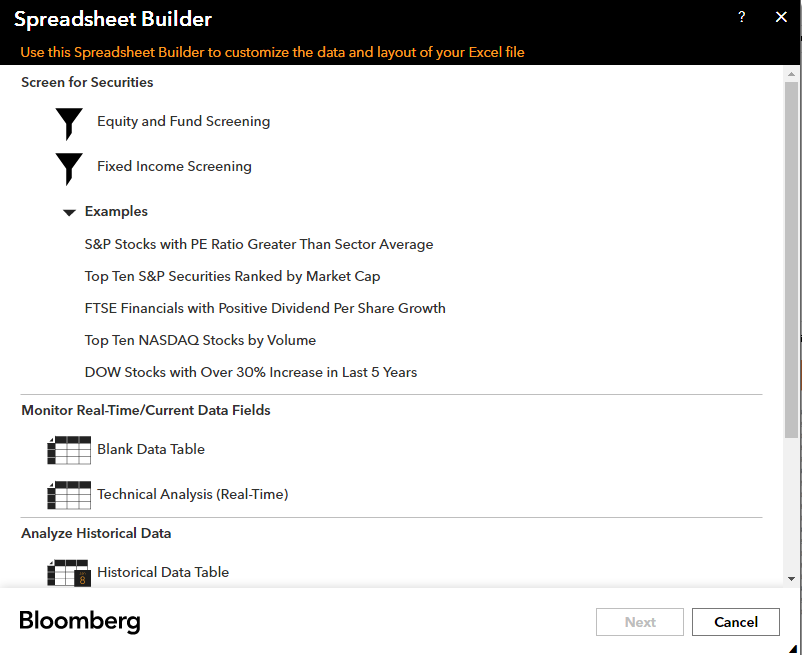 Spreadsheet Builder
?
Use this Spreadsheet Builder to customize the data and layout of your Excel file
Screen for Securities
Equity and Fund Screening
Fixed Income Screening
Examples
S&P Stocks with PE Ratio Greater Than Sector Average
Top Ten S&P Securities Ranked by Market Cap
FTSE Financials with Positive Dividend Per Share Growth
Top Ten NASDAQ Stocks by Volume
DOW Stocks with Over 30% Increase in Last 5 Years
Monitor Real-Time/Current Data Fields
Blank Data Table
Technical Analysis (Real-Time)
Analyze Historical Data
8
Historical Data Table
Bloomberg
Next
Cancel